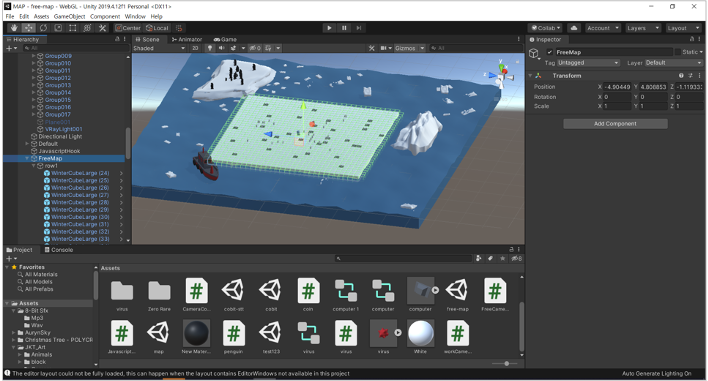 MAP - free-map - WebGL - Unity 2019.4.12f1 Personal <DX11>
File Edit Assets GameObject Component Window Help
Center Local Collab Account Layers Layout
Hierarchy
All
Group009
Group010
Group011
Group012
Group013
Group014
Group015
Group016
Group017
VRayLight001
Directional Light
Default
JavascriptHook
FreeMap
row1
WinterCubeLarge (24)
WinterCubeLarge (25)
WinterCubeLarge (26)
WinterCubeLarge (27)
WinterCubeLarge (28)
WinterCubeLarge (29)
WinterCubeLarge (30)
WinterCubeLarge (31)
WinterCubeLarge (32)
WinterCubeLarge (33)
Scene Animator Game
Shaded 2D 0 Gizmos All
Inspector
FreeMap Static
Tag Untagged Layer Default
Transform
Position X -4.90449 Y 4.808853 Z -1.11933
Rotation X 0 Y 0 Z 0
Scale X 1 Y 1 Z 1
Add Component
Project Console
Favorites
All Materials
All Models
All Prefabs
Assets
8-Bit Sfx
Mp3
Wav
AurynSky
Christmas Tree - POLYCR
JKT_Art
Animals
block
Assets
virus Zero Rare CameraCo... cobit-stt cobit coin computer 1 computer computer free-map FreeCame...
Javascript... map New Mater... penguin test123 virus virus virus White workCame...
The editor layout could not be fully loaded, this can happen when the layout contains EditorWindows not available in this project
Auto Generate Lighting On